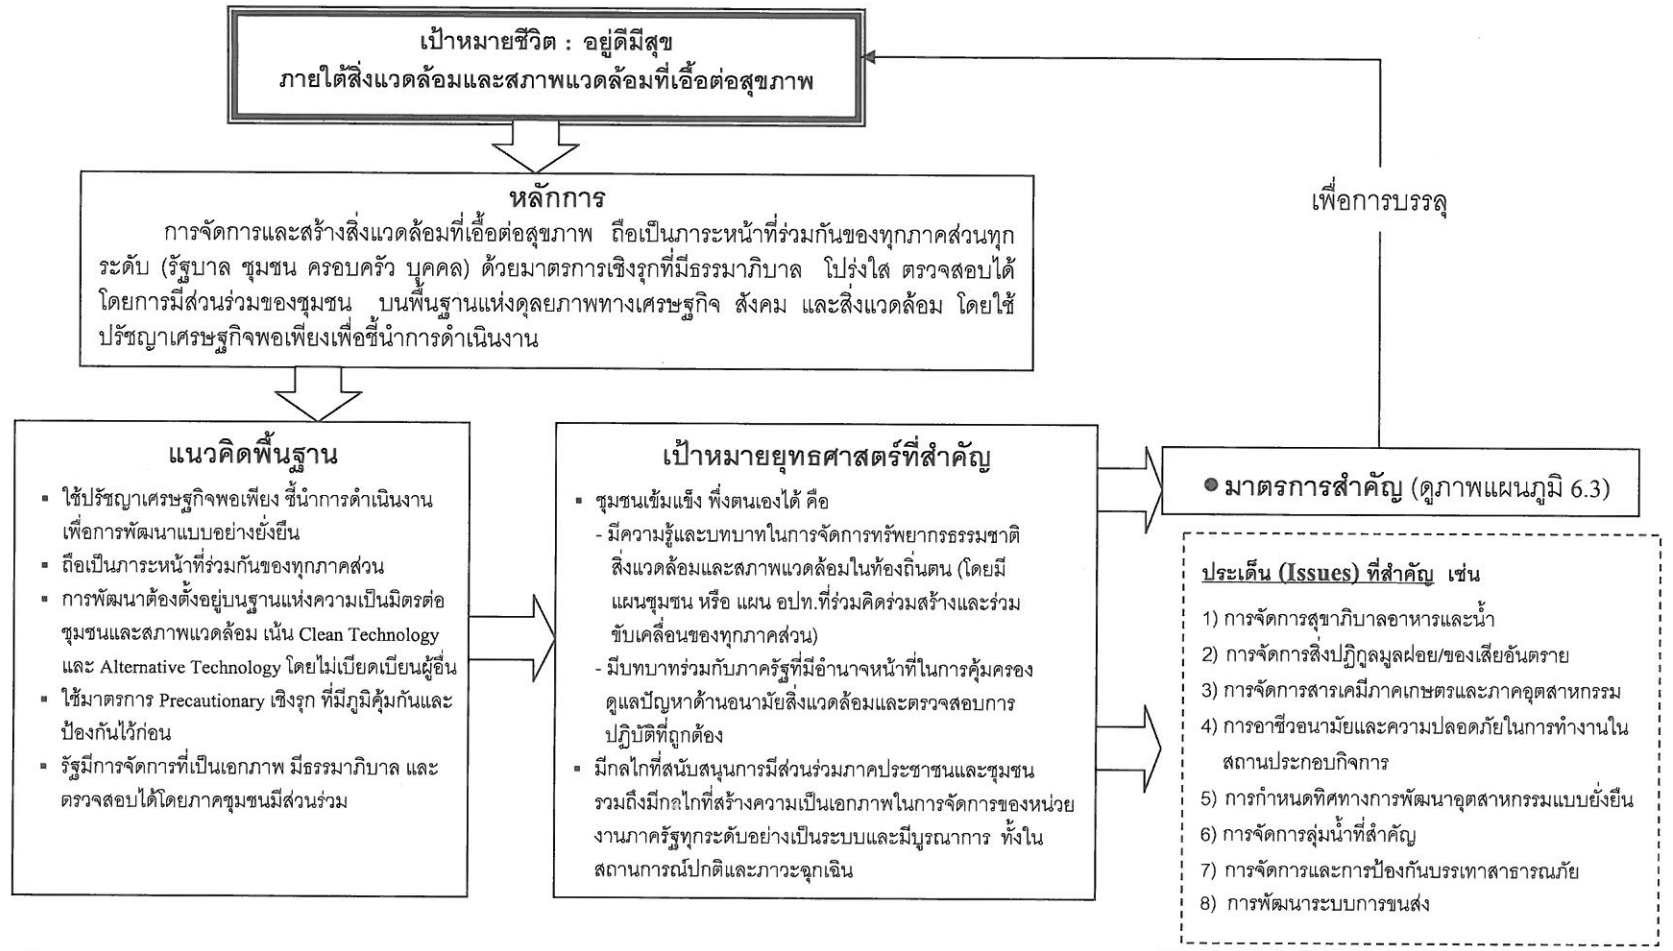 เป้าหมายชีวิต : อยู่ดีมีสุข
ภายใต้สิ่งแวดล้อมและสภาพแวดล้อมที่เอื้อต่อสุขภาพ
หลักการ
การจัดการและสร้างสิ่งแวดล้อมที่เอื้อต่อสุขภาพ ถือเป็นภาระหน้าที่ร่วมกันของทุกภาคส่วนทุก
ระดับ (รัฐบาล ชุมชน ครอบครัว บุคคล) ด้วยมาตรการเชิงรุกที่มีธรรมาภิบาล โปร่งใส ตรวจสอบได้
โดยการมีส่วนร่วมของชุมชน บนพื้นฐานแห่งดุลยภาพทางเศรษฐกิจ สังคม และสิ่งแวดล้อม โดยใช้
ปรัชญาเศรษฐกิจพอเพียงเพื่อชี้นำการดำเนินงาน
เพื่อการบรรลุ
แนวคิดพื้นฐาน
▪ ใช้ปรัชญาเศรษฐกิจพอเพียง ชี้นำการดำเนินงาน
เพื่อการพัฒนาแบบอย่างยั่งยืน
▪ ถือเป็นภาระหน้าที่ร่วมกันของทุกภาคส่วน
▪ การพัฒนาต้องตั้งอยู่บนฐานแห่งความเป็นมิตรต่อ
ชุมชนและสภาพแวดล้อม เน้น Clean Technology
และ Alternative Technology โดยไม่เบียดเบียนผู้อื่น
▪ ใช้มาตรการ Precautionary เชิงรุก ที่มีภูมิคุ้มกันและ
ป้องกันไว้ก่อน
▪ รัฐมีการจัดการที่เป็นเอกภาพ มีธรรมาภิบาล และ
ตรวจสอบได้โดยภาคชุมชนมีส่วนร่วม
เป้าหมายยุทธศาสตร์ที่สำคัญ
▪ ชุมชนเข้มแข็ง พึ่งตนเองได้ คือ
- มีความรู้และบทบาทในการจัดการทรัพยากรธรรมชาติ
สิ่งแวดล้อมและสภาพแวดล้อมในท้องถิ่นตน (โดยมี
แผนชุมชน หรือ แผน อปท.ที่ร่วมคิดร่วมสร้างและร่วม
ขับเคลื่อนของทุกภาคส่วน)
- มีบทบาทร่วมกับภาครัฐที่มีอำนาจหน้าที่ในการคุ้มครอง
ดูแลปัญหาด้านอนามัยสิ่งแวดล้อมและตรวจสอบการ
ปฏิบัติที่ถูกต้อง
▪ มีกลไกที่สนับสนุนการมีส่วนร่วมภาคประชาชนและชุมชน
รวมถึงมีกลไกที่สร้างความเป็นเอกภาพในการจัดการของหน่วย
งานภาครัฐทุกระดับอย่างเป็นระบบและมีบูรณาการ ทั้งใน
สถานการณ์ปกติและภาวะฉุกเฉิน
● มาตรการสำคัญ (ดูภาพแผนภูมิ 6.3)
ประเด็น (Issues) ที่สำคัญ เช่น
1) การจัดการสุขาภิบาลอาหารและน้ำ
2) การจัดการสิ่งปฏิกูลมูลฝอย/ของเสียอันตราย
3) การจัดการสารเคมีภาคเกษตรและภาคอุตสาหกรรม
4) การอาชีวอนามัยและความปลอดภัยในการทำงานใน
สถานประกอบกิจการ
5) การกำหนดทิศทางการพัฒนาอุตสาหกรรมแบบยั่งยืน
6) การจัดการลุ่มน้ำที่สำคัญ
7) การจัดการและการป้องกันบรรเทาสาธารณภัย
8) การพัฒนาระบบการขนส่ง